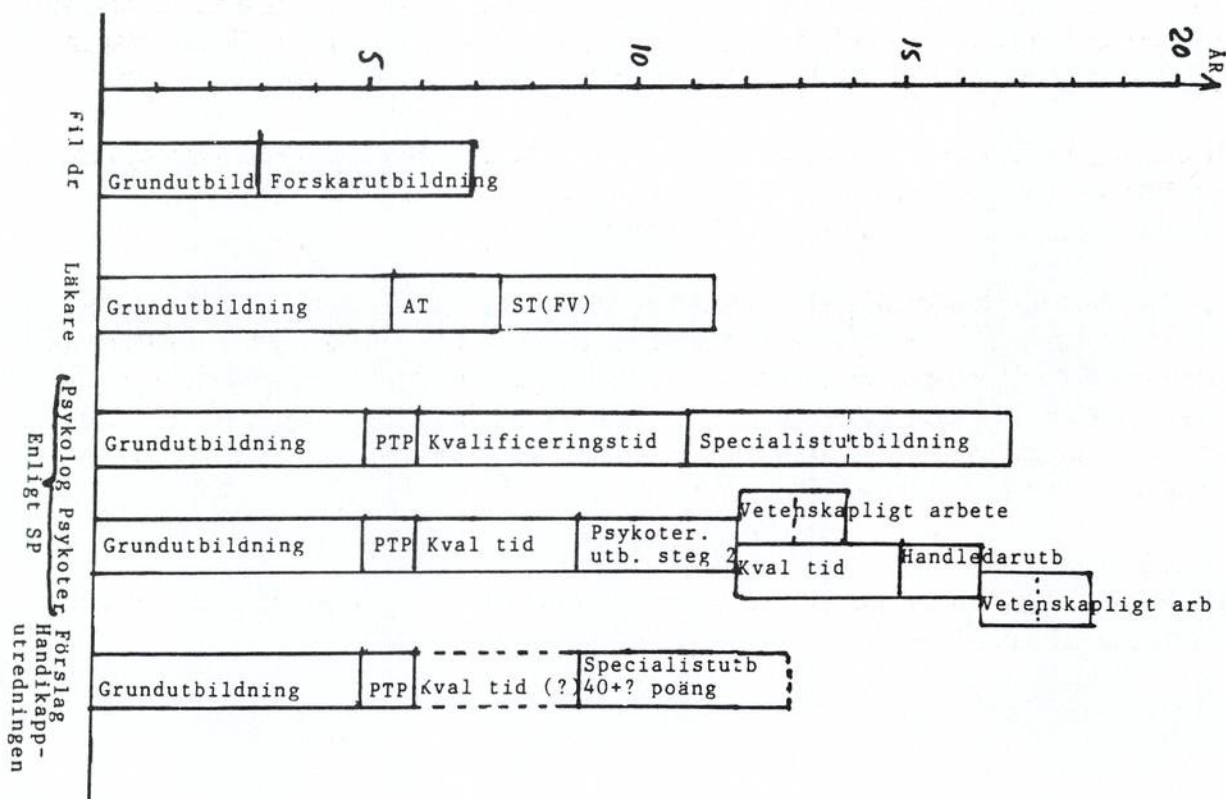 5 10 15 20 ÅR
Fil dr
Grundutbild Forskarutbildning
Läkare
Grundutbildning AT ST(FV)
Psykolog
Grundutbildning PTP Kvalificeringstid Specialistutbildning
Enligt SP
Psykoter.
Vetenskapligt arbete
Grundutbildning PTP Kval tid Psykoter.
utb. steg 2
Kval tid Handledarutb
Vetenskapligt arb
Förslag
Handikapp-
utredningen
Specialistutb
Grundutbildning PTP Kval tid (?) 40+? poäng